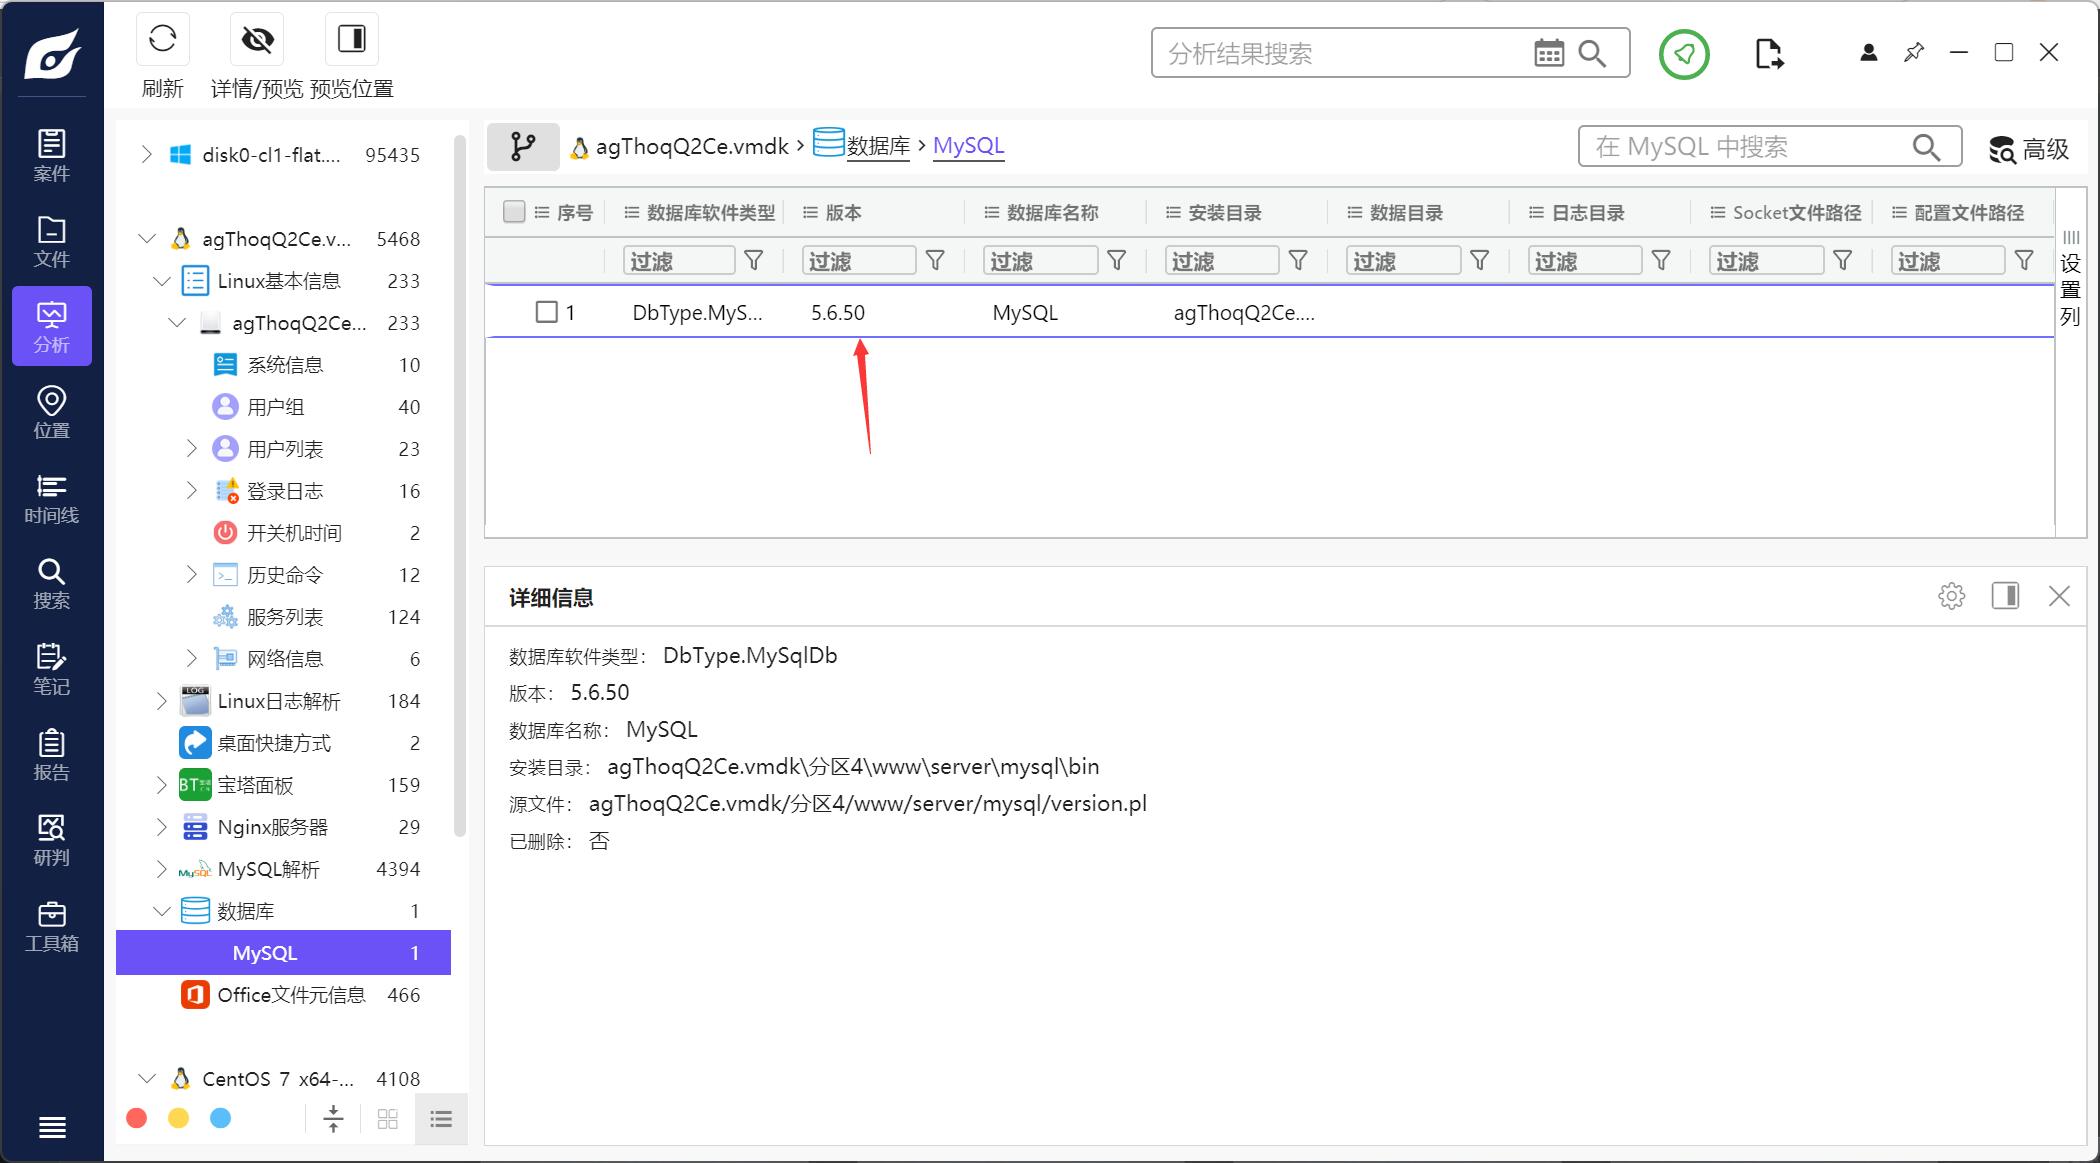 刷新
详情/预览
预览位置
分析结果搜索
案件
文件
分析
位置
时间线
搜索
笔记
报告
研判
工具箱
disk0-cl1-flat.... 95435
agThoqQ2Ce.v... 5468
Linux基本信息 233
agThoqQ2Ce... 233
系统信息 10
用户组 40
用户列表 23
登录日志 16
开关机时间 2
历史命令 12
服务列表 124
网络信息 6
LOG Linux日志解析 184
桌面快捷方式 2
BT 宝塔面板 159
Nginx服务器 29
MySQL MySQL解析 4394
数据库 1
MySQL 1
Office文件元信息 466
CentOS 7 x64-... 4108
agThoqQ2Ce.vmdk › 数据库 › MySQL
在 MySQL 中搜索
高级
序号 数据库软件类型 版本 数据库名称 安装目录 数据目录 日志目录 Socket文件路径 配置文件路径
过滤 过滤 过滤 过滤 过滤 过滤 过滤 过滤
1 DbType.MyS... 5.6.50 MySQL agThoqQ2Ce....
设置列
详细信息
数据库软件类型: DbType.MySqlDb
版本: 5.6.50
数据库名称: MySQL
安装目录: agThoqQ2Ce.vmdk\分区4\www\server\mysql\bin
源文件: agThoqQ2Ce.vmdk/分区4/www/server/mysql/version.pl
已删除: 否